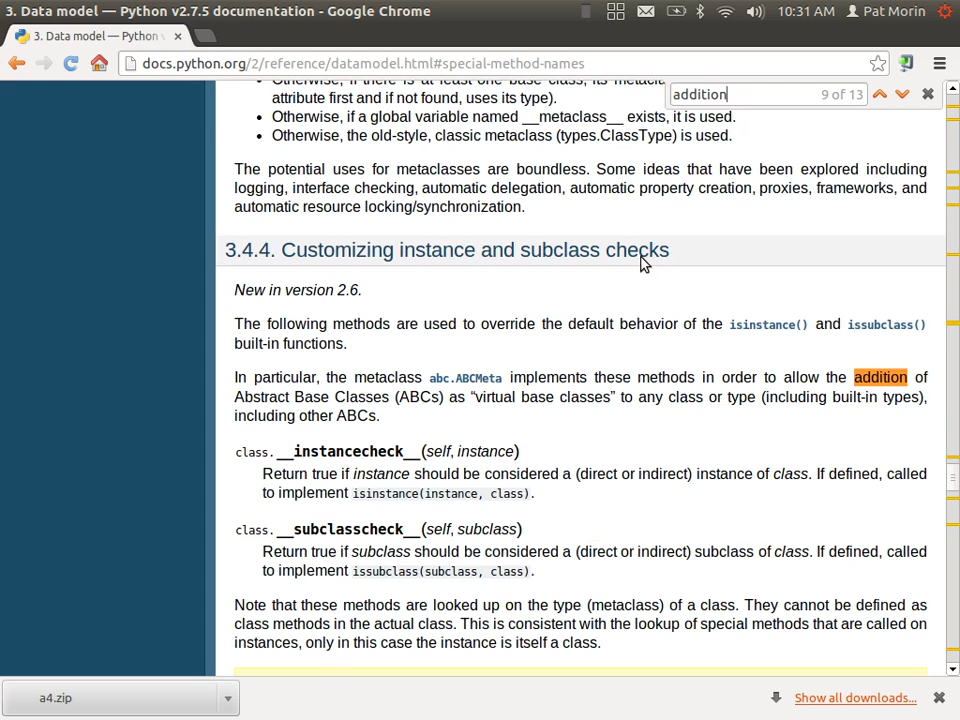 3. Data model — Python v2.7.5 documentation - Google Chrome
10:31 AM
Pat Morin
3. Data model — Python v
docs.python.org/2/reference/datamodel.html#special-method-names
addition
9 of 13
attribute first and if not found, uses its type).
Otherwise, if a global variable named __metaclass__ exists, it is used.
Otherwise, the old-style, classic metaclass (types.ClassType) is used.
The potential uses for metaclasses are boundless. Some ideas that have been explored including
logging, interface checking, automatic delegation, automatic property creation, proxies, frameworks, and
automatic resource locking/synchronization.
3.4.4. Customizing instance and subclass checks
New in version 2.6.
The following methods are used to override the default behavior of the isinstance() and issubclass()
built-in functions.
In particular, the metaclass abc.ABCMeta implements these methods in order to allow the addition of
Abstract Base Classes (ABCs) as “virtual base classes” to any class or type (including built-in types),
including other ABCs.
class.__instancecheck__(self, instance)
Return true if instance should be considered a (direct or indirect) instance of class. If defined, called
to implement isinstance(instance, class).
class.__subclasscheck__(self, subclass)
Return true if subclass should be considered a (direct or indirect) subclass of class. If defined, called
to implement issubclass(subclass, class).
Note that these methods are looked up on the type (metaclass) of a class. They cannot be defined as
class methods in the actual class. This is consistent with the lookup of special methods that are called on
instances, only in this case the instance is itself a class.
a4.zip
Show all downloads...